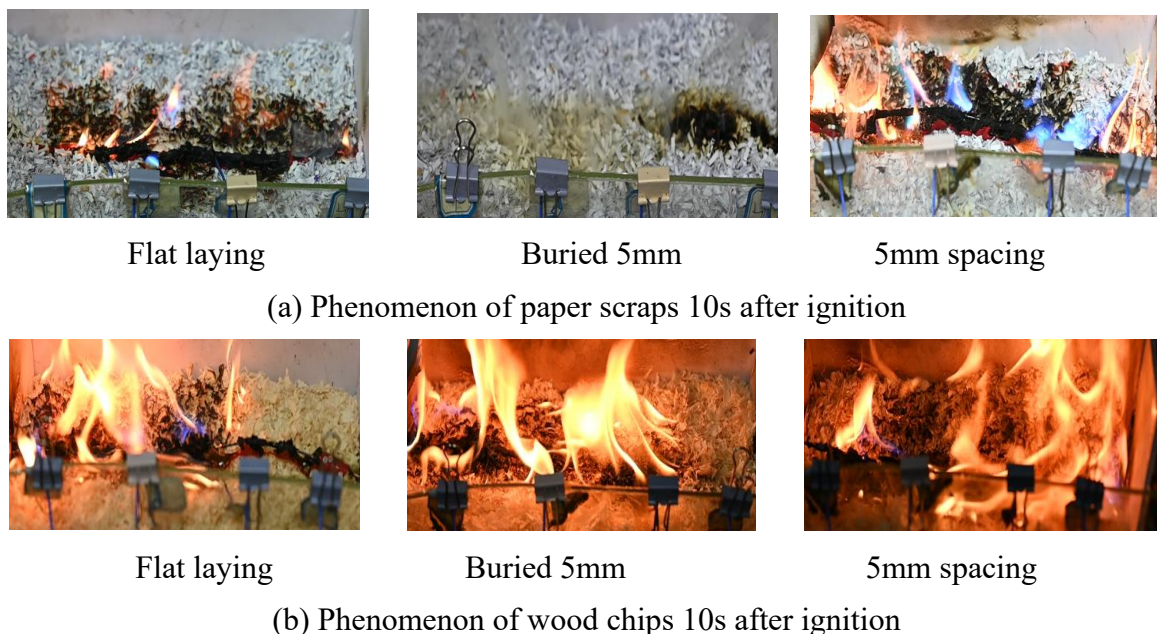 Flat laying
Buried 5mm
5mm spacing
(a) Phenomenon of paper scraps 10s after ignition
Flat laying
Buried 5mm
5mm spacing
(b) Phenomenon of wood chips 10s after ignition